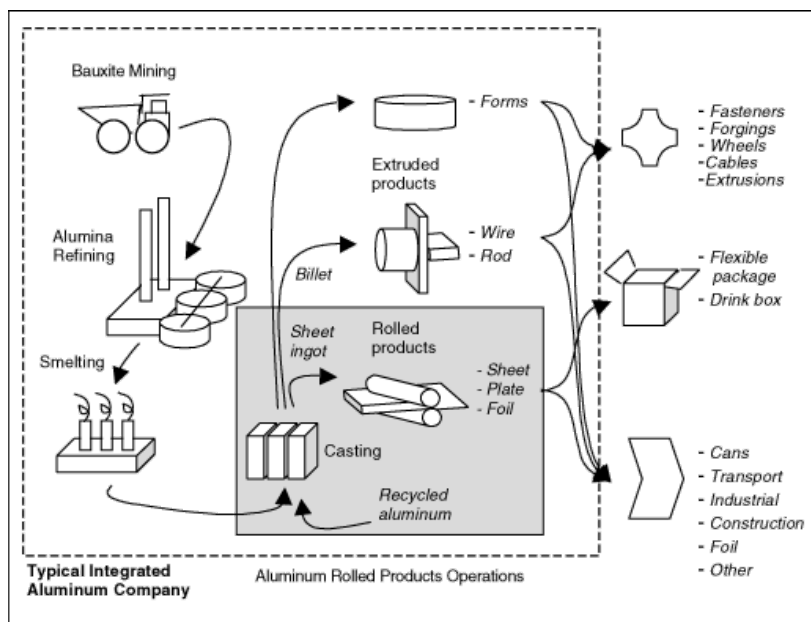 Bauxite Mining
Alumina
Refining
Smelting
- Forms
Extruded
products
- Wire
- Rod
Billet
Sheet
ingot
Rolled
products
- Sheet
- Plate
- Foil
Casting
Recycled
aluminum
- Fasteners
- Forgings
- Wheels
- Cables
- Extrusions
- Flexible
package
- Drink box
- Cans
- Transport
- Industrial
- Construction
- Foil
- Other
Typical Integrated
Aluminum Company
Aluminum Rolled Products Operations